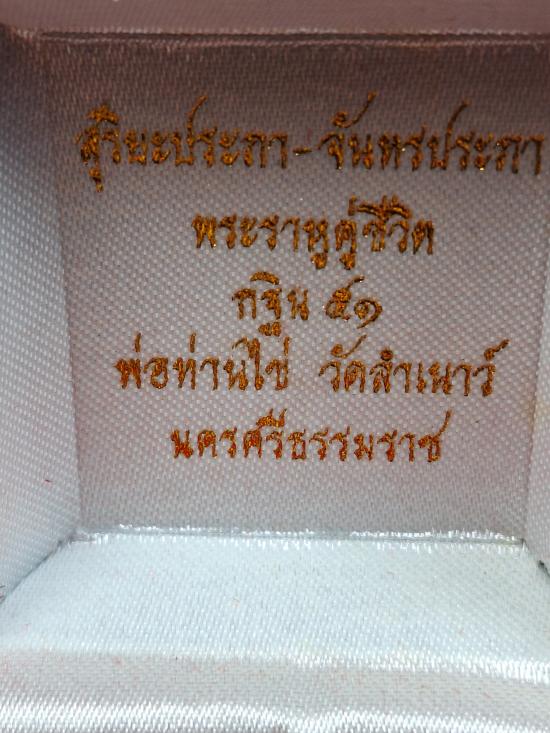 สุริยะประภา-จันทรประภา
พระราหูคู่ชีวิต
กฐิน ๕๑
พ่อท่านไข่ วัดลำเนาว์
นครศรีธรรมราช